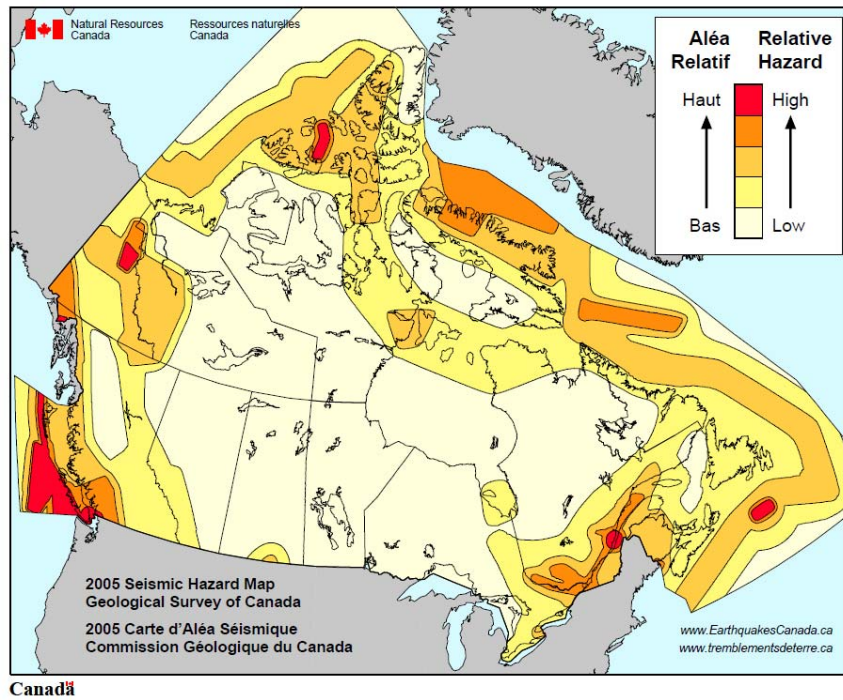 Natural Resources Ressources naturelles
Canada Canada
Aléa Relative
Relatif Hazard
Haut High
Bas Low
2005 Seismic Hazard Map
Geological Survey of Canada
2005 Carte d'Aléa Séismique
Commission Géologique du Canada
www.EarthquakesCanada.ca
www.tremblementsdeterre.ca
Canada